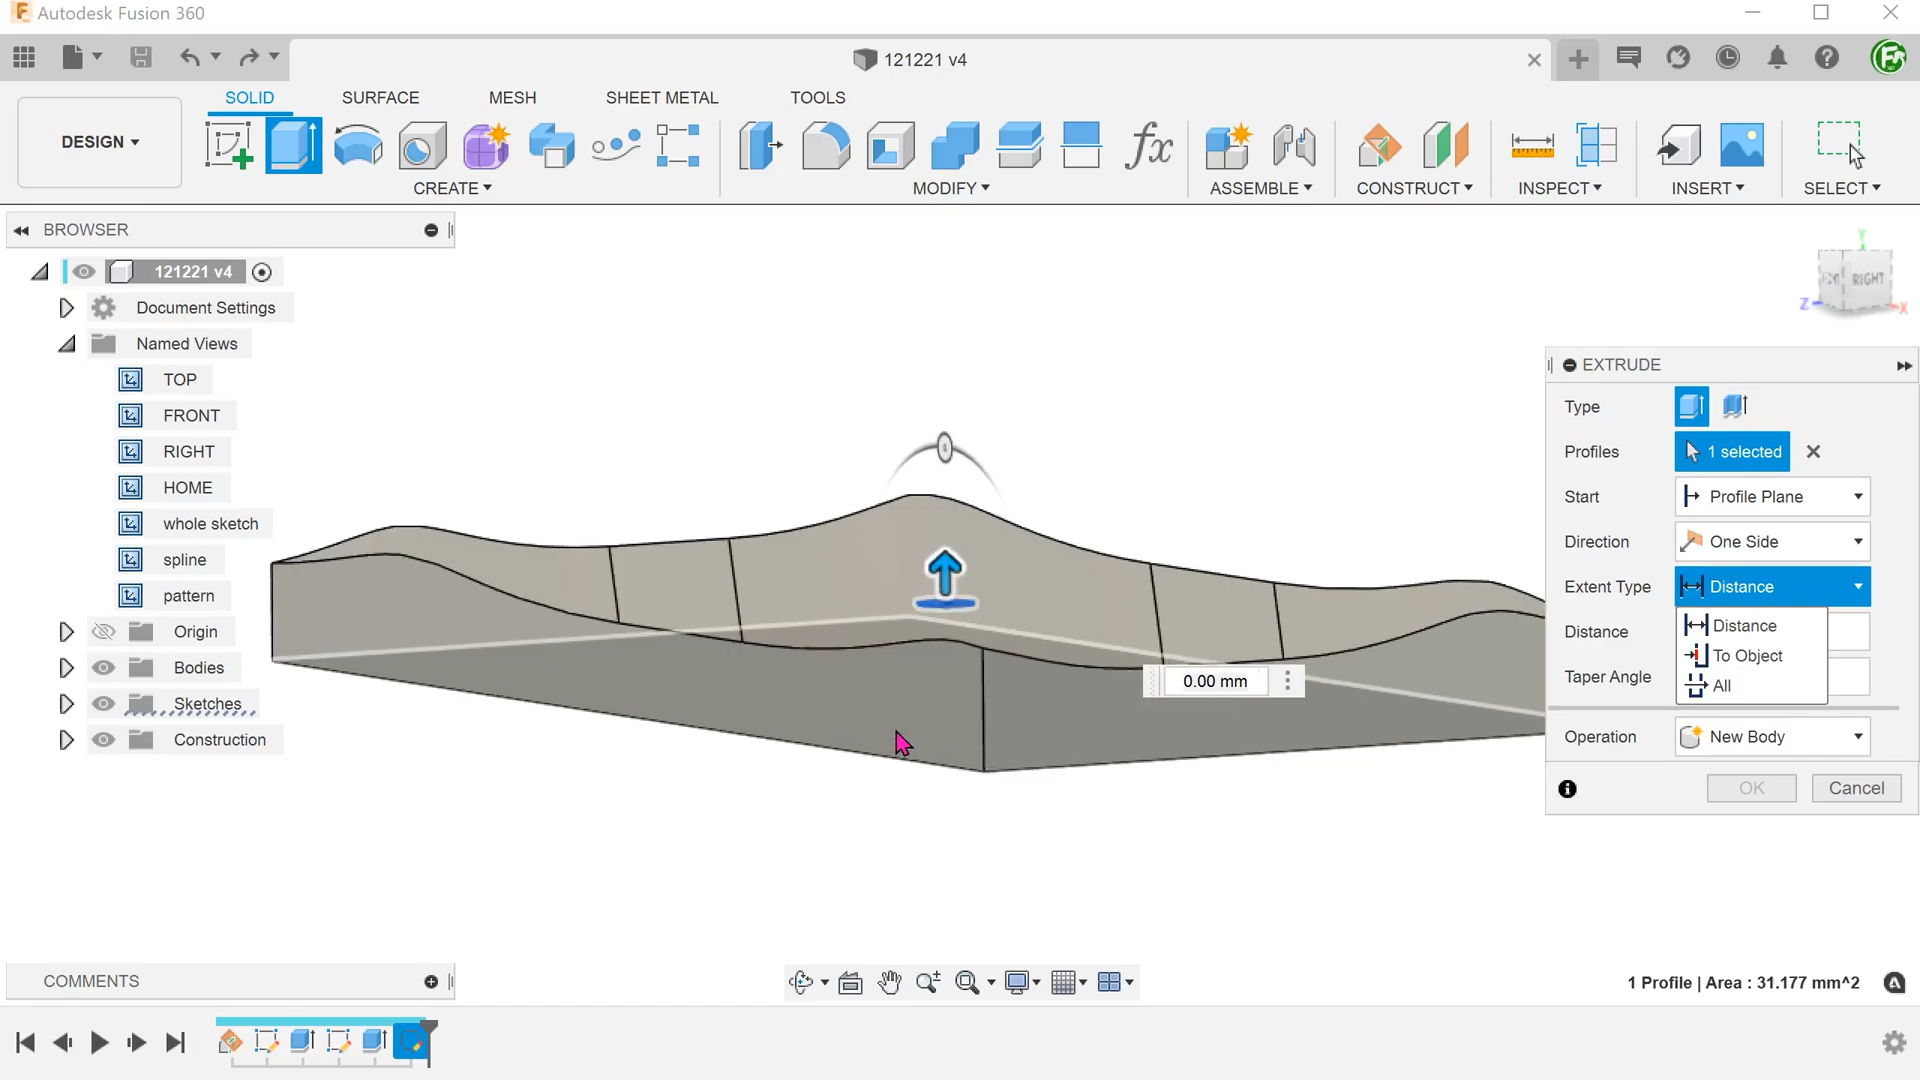 Autodesk Fusion 360
121221 v4
SOLID SURFACE MESH SHEET METAL TOOLS
DESIGN
CREATE MODIFY ASSEMBLE CONSTRUCT INSPECT INSERT SELECT
BROWSER
121221 v4
Document Settings
Named Views
TOP
FRONT
RIGHT
HOME
whole sketch
spline
pattern
Origin
Bodies
Sketches
Construction
0.00 mm
Y
RIGHT
Z
X
EXTRUDE
Type
Profiles 1 selected
Start Profile Plane
Direction One Side
Extent Type Distance
Distance
To Object
All
Distance
Taper Angle
Operation New Body
OK Cancel
COMMENTS
1 Profile | Area : 31.177 mm^2